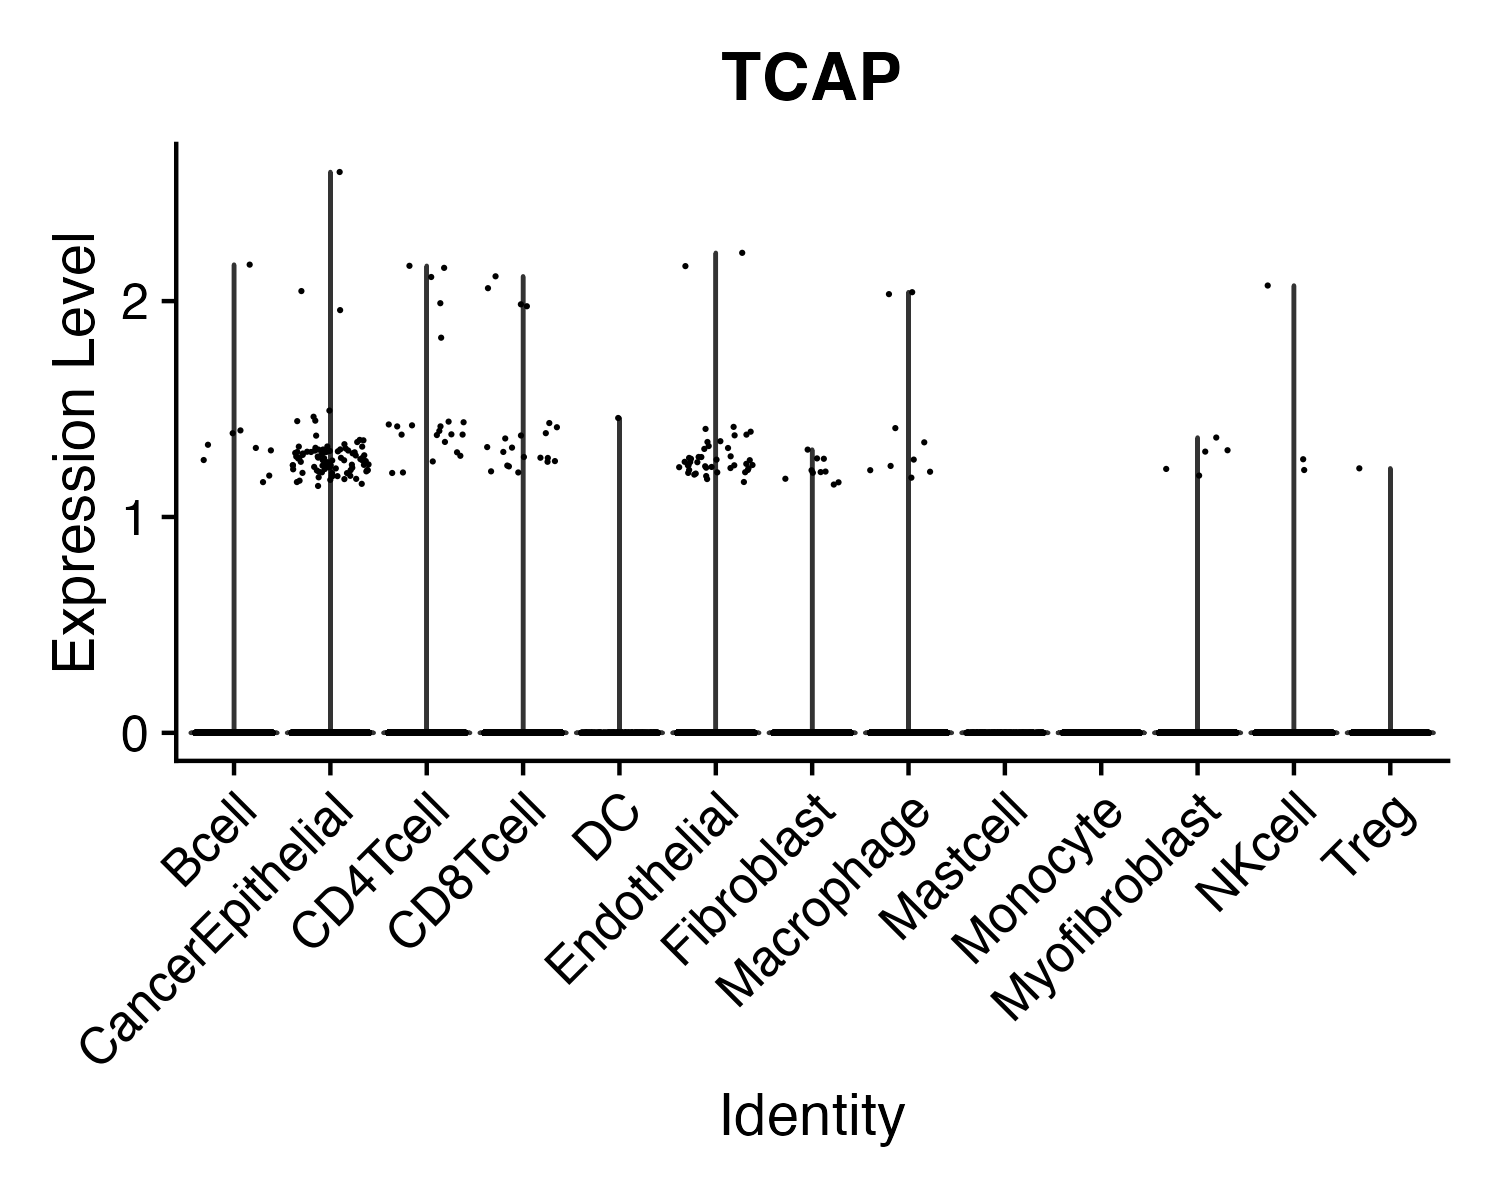 TCAP
Expression Level
2
1
0
Bcell
CancerEpithelial
CD4Tcell
CD8Tcell
DC
Endothelial
Fibroblast
Macrophage
Mastcell
Monocyte
Myofibroblast
NKcell
Treg
Identity